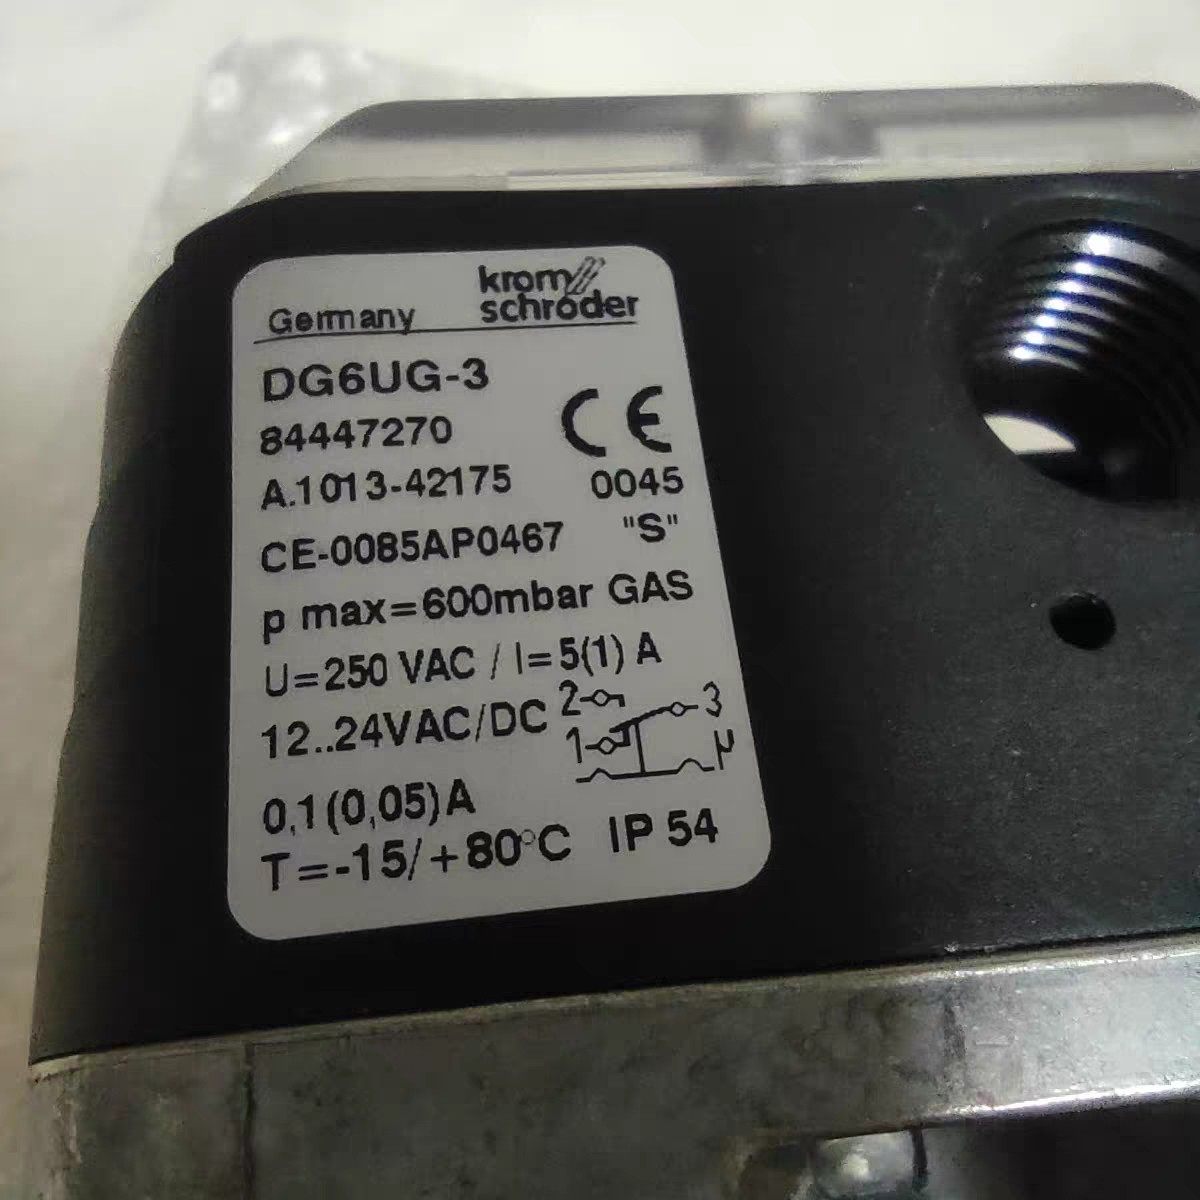 Germany
krom
schröder
DG6UG-3
84447270
A.1013-42175
CE
0045
CE-0085AP0467
"S"
p max=600mbar GAS
U=250 VAC / I=5(1) A
12..24VAC/DC
2
3
1
0,1(0,05)A
T=-15/+80°C
IP 54